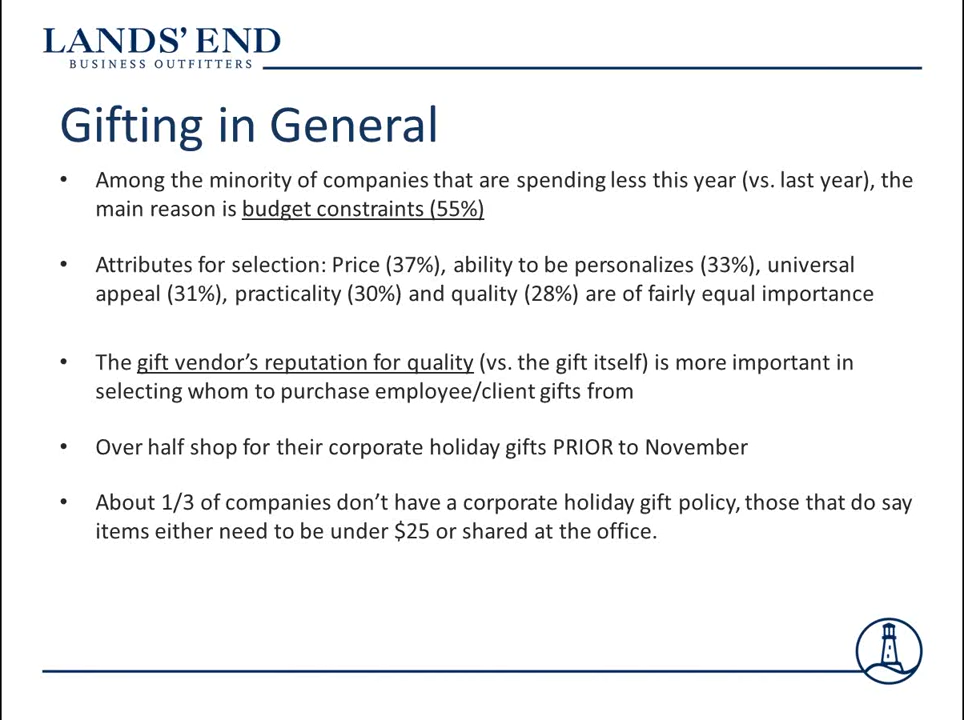 LANDS' END
BUSINESS OUTFITTERS
Gifting in General
• Among the minority of companies that are spending less this year (vs. last year), the
main reason is budget constraints (55%)
• Attributes for selection: Price (37%), ability to be personalizes (33%), universal
appeal (31%), practicality (30%) and quality (28%) are of fairly equal importance
• The gift vendor's reputation for quality (vs. the gift itself) is more important in
selecting whom to purchase employee/client gifts from
• Over half shop for their corporate holiday gifts PRIOR to November
• About 1/3 of companies don't have a corporate holiday gift policy, those that do say
items either need to be under $25 or shared at the office.